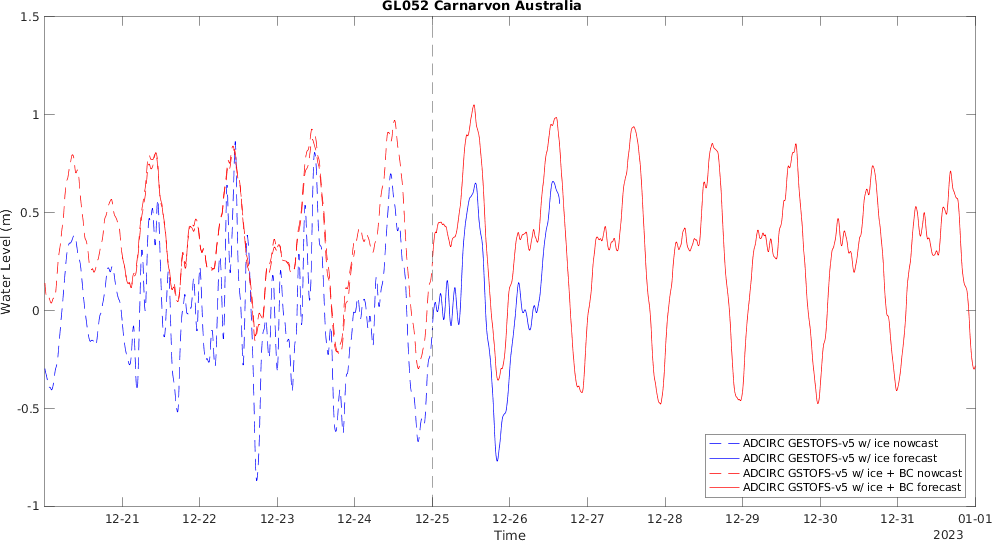 GL052 Carnarvon Australia
1.5
1
0.5
0
-0.5
-1
Water Level (m)
12-21 12-22 12-23 12-24 12-25 12-26 12-27 12-28 12-29 12-30 12-31 01-01
Time
2023
ADCIRC GESTOFS-v5 w/ ice nowcast
ADCIRC GESTOFS-v5 w/ ice forecast
ADCIRC GSTOFS-v5 w/ ice + BC nowcast
ADCIRC GSTOFS-v5 w/ ice + BC forecast